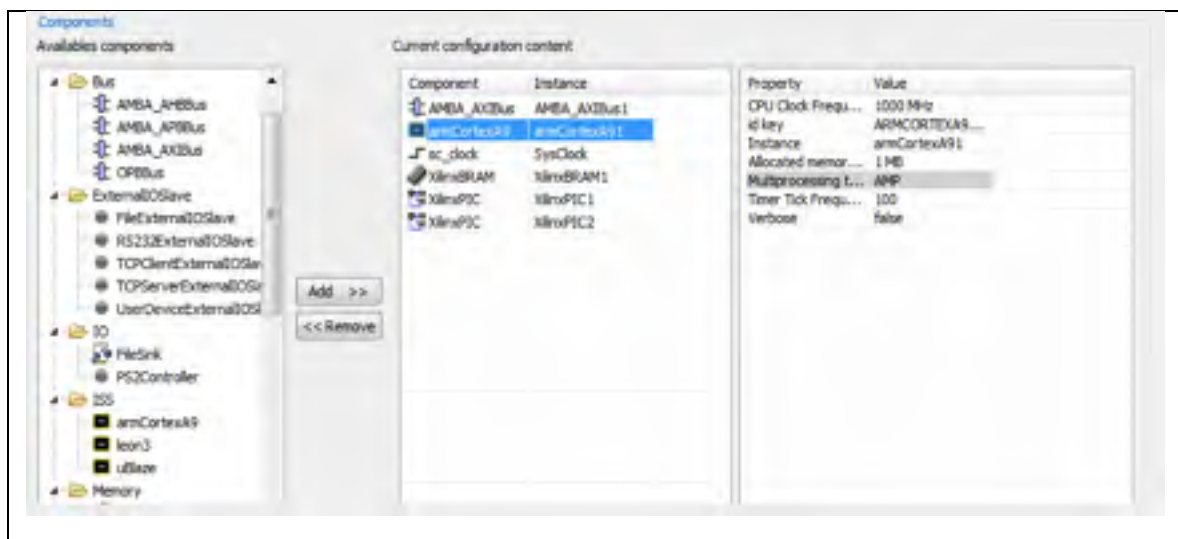 Components
Availables components
Current configuration content
Bus
AMBA_AHBBus
AMBA_APBBus
AMBA_AXIBus
OPBBus
ExternalIOSlave
FileExternalIOSlave
RS232ExternalIOSlave
TCPClientExternalIOSlav
TCPServerExternalIOSla
UserDeviceExternalIOSl
IO
FileSink
PS2Controller
ISS
armCortexA9
leon3
uBlaze
Memory
Add >>
<< Remove
Component Instance
AMBA_AXIBus AMBA_AXIBus1
armCortexA9 armCortexA91
sc_clock SysClock
XilinxBRAM XilinxBRAM1
XilinxPIC XilinxPIC1
XilinxPIC XilinxPIC2
Property Value
CPU Clock Frequ... 1000 MHz
id key ARMCORTEXA9...
Instance armCortexA91
Allocated memor... 1 MB
Multiprocessing t... AMP
Timer Tick Frequ... 100
Verbose false